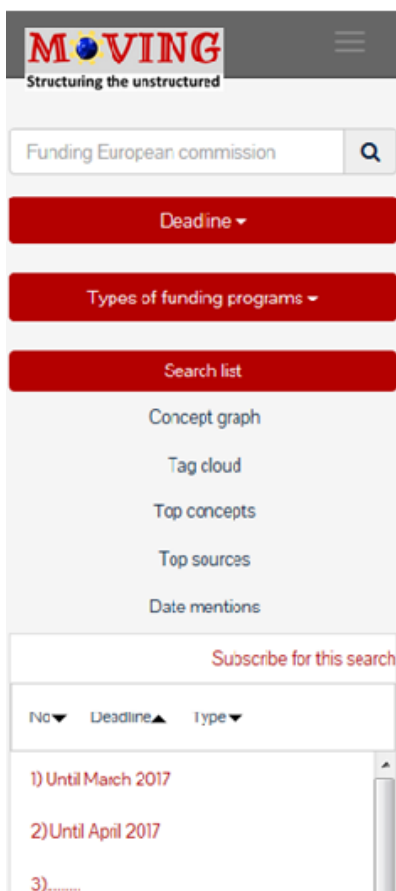 MOVING
Structuring the unstructured
Funding European commission
Deadline
Types of funding programs
Search list
Concept graph
Tag cloud
Top concepts
Top sources
Date mentions
Subscribe for this search
No Deadline Type
1) Until March 2017
2) Until April 2017
3)........